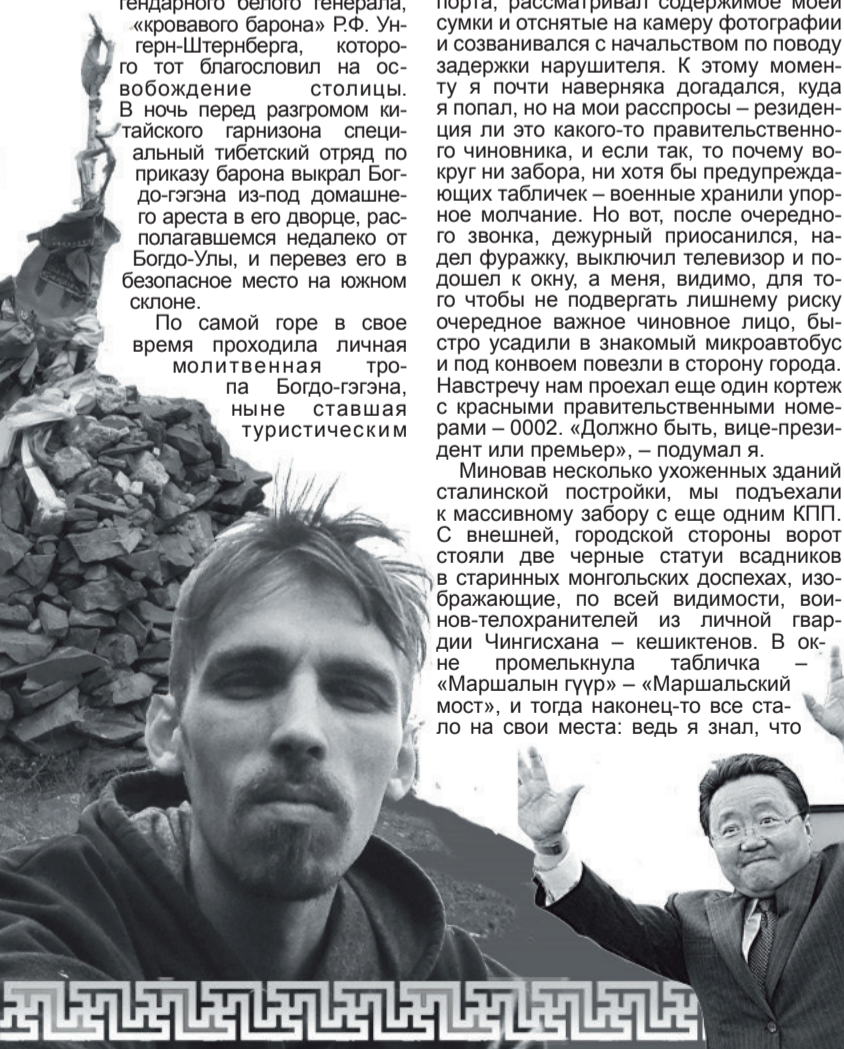 гендарного белого генерала,
«кровавого барона» Р.Ф. Ун-
герн-Штернберга, которо-
го тот благословил на ос-
вобождение столицы.
В ночь перед разгромом ки-
тайского гарнизона специ-
альный тибетский отряд по
приказу барона выкрал Бог-
до-гэгэна из-под домашне-
го ареста в его дворце, рас-
полагавшемся недалеко от
Богдо-Улы, и перевез его в
безопасное место на южном
склоне.
По самой горе в свое
время проходила личная
молитвенная тро-
па Богдо-гэгэна,
ныне ставшая
туристическим
порта, рассматривал содержимое моей
сумки и отснятые на камеру фотографии
и созванивался с начальством по поводу
задержки нарушителя. К этому момен-
ту я почти наверняка догадался, куда
я попал, но на мои расспросы – резиден-
ция ли это какого-то правительственно-
го чиновника, и если так, то почему во-
круг ни забора, ни хотя бы предупрежда-
ющих табличек – военные хранили упор-
ное молчание. Но вот, после очередно-
го звонка, дежурный приосанился, на-
дел фуражку, выключил телевизор и по-
дошел к окну, а меня, видимо, для то-
го чтобы не подвергать лишнему риску
очередное важное чиновное лицо, бы-
стро усадили в знакомый микроавтобус
и под конвоем повезли в сторону города.
Навстречу нам проехал еще один кортеж
с красными правительственными номе-
рами – 0002. «Должно быть, вице-прези-
дент или премьер», – подумал я.
Миновав несколько ухоженных зданий
сталинской постройки, мы подъехали
к массивному забору с еще одним КПП.
С внешней, городской стороны ворот
стояли две черные статуи всадников
в старинных монгольских доспехах, изо-
бражающие, по всей видимости, вои-
нов-телохранителей из личной гвар-
дии Чингисхана – кешиктенов. В ок-
не промелькнула табличка –
«Маршалын гүүр» – «Маршальский
мост», и тогда наконец-то все ста-
ло на свои места: ведь я знал, что